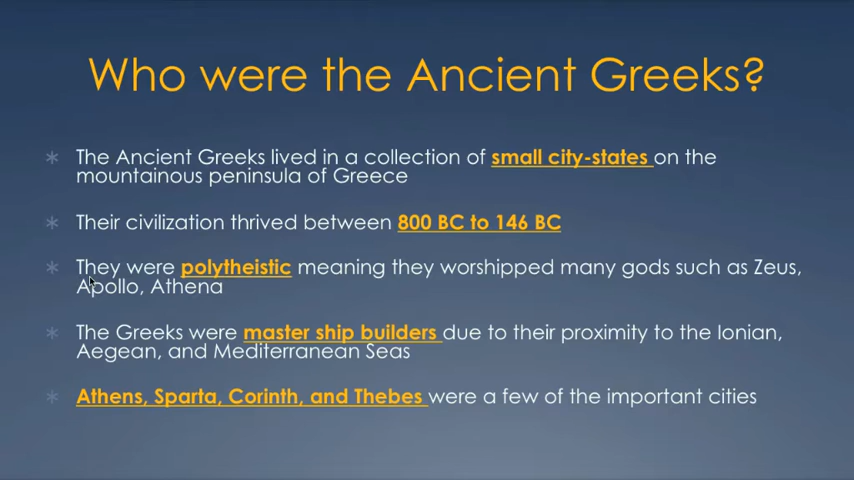 Who were the Ancient Greeks?
The Ancient Greeks lived in a collection of small city-states on the
mountainous peninsula of Greece
Their civilization thrived between 800 BC to 146 BC
They were polytheistic meaning they worshipped many gods such as Zeus,
Apollo, Athena
The Greeks were master ship builders due to their proximity to the Ionian,
Aegean, and Mediterranean Seas
Athens, Sparta, Corinth, and Thebes were a few of the important cities